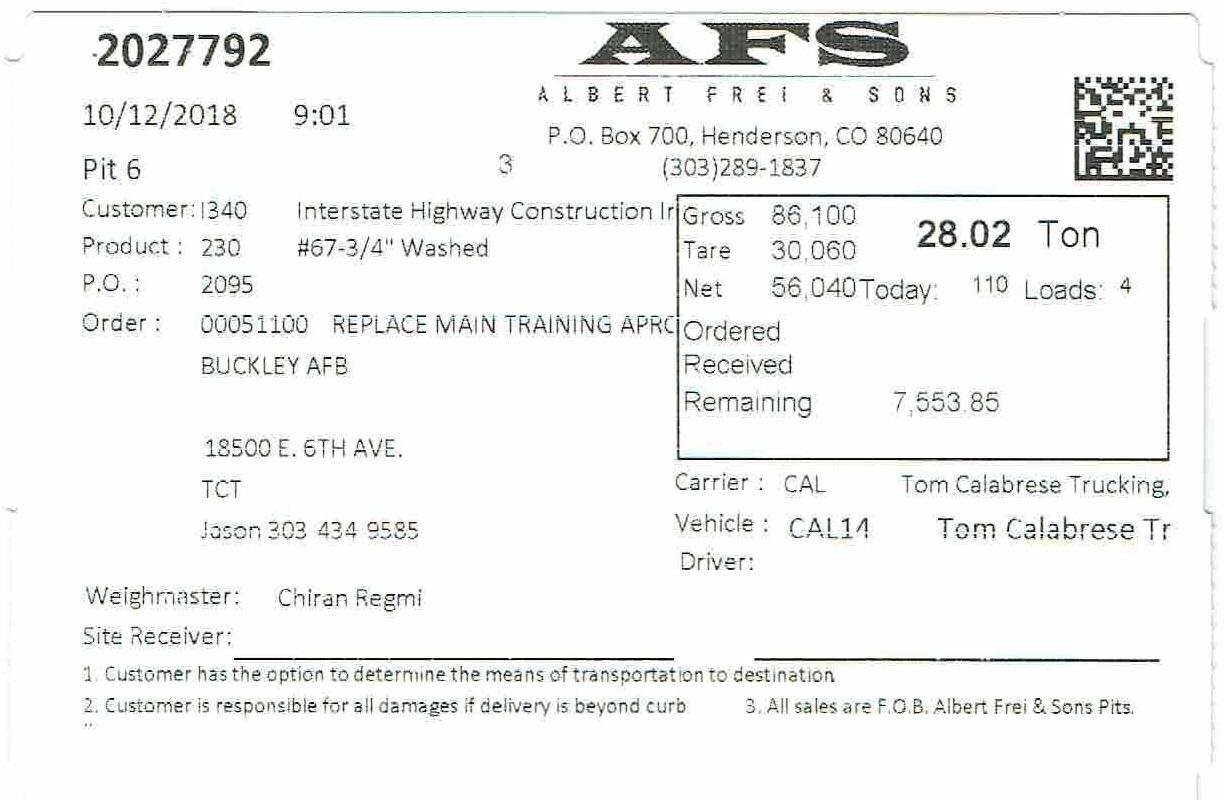 2027792
AFS
ALBERT FREI & SONS
10/12/2018 9:01
P.O. Box 700, Henderson, CO 80640
Pit 6 3 (303)289-1837
Customer: I340 Interstate Highway Construction Ir
Product : 230 #67-3/4" Washed
P.O. : 2095
Order : 00051100 REPLACE MAIN TRAINING APRC
BUCKLEY AFB
18500 E. 6TH AVE.
TCT
Jason 303 434 9585
Gross 86,100 28.02 Ton
Tare 30,060
Net 56,040 Today: 110 Loads: 4
Ordered
Received
Remaining 7,553.85
Carrier : CAL Tom Calabrese Trucking,
Vehicle : CAL14 Tom Calabrese Tr
Driver:
Weighmaster: Chiran Regmi
Site Receiver:
1. Customer has the option to determine the means of transportation to destination
2. Customer is responsible for all damages if delivery is beyond curb 3. All sales are F.O.B. Albert Frei & Sons Pits.